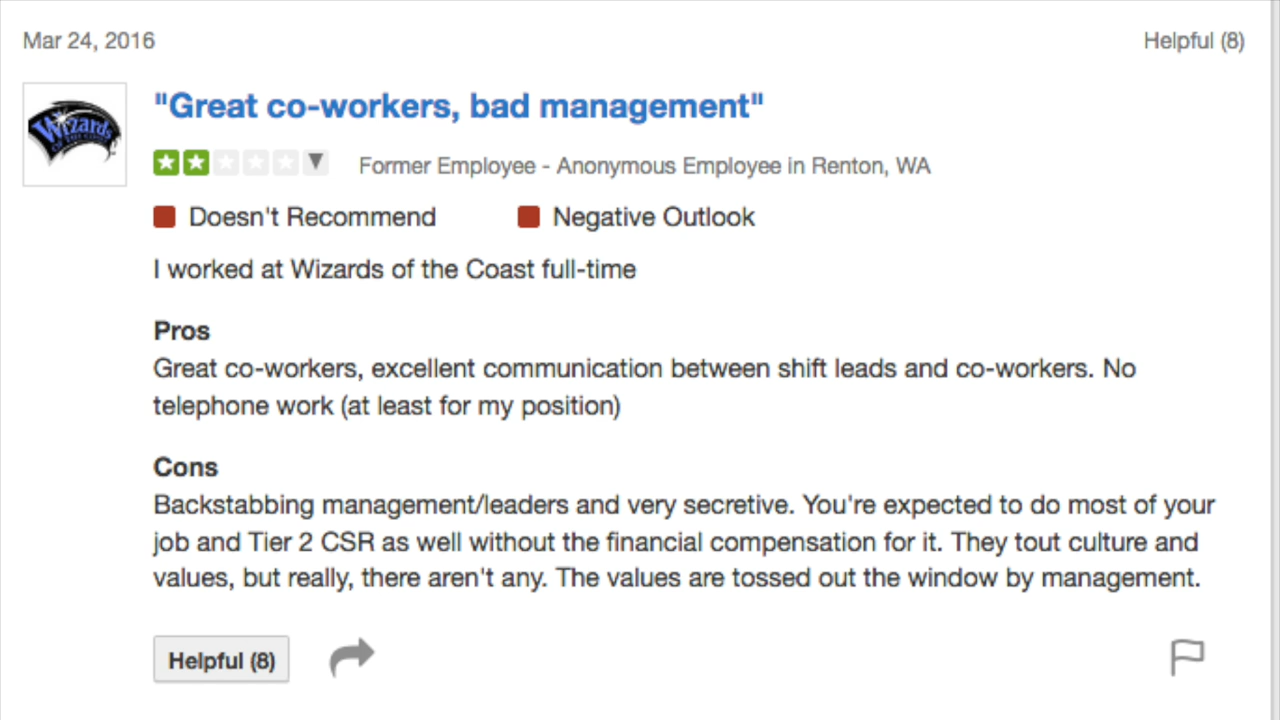 Mar 24, 2016
Helpful (8)
Wizards
OF THE COAST
"Great co-workers, bad management"
Former Employee - Anonymous Employee in Renton, WA
Doesn't Recommend
Negative Outlook
I worked at Wizards of the Coast full-time
Pros
Great co-workers, excellent communication between shift leads and co-workers. No
telephone work (at least for my position)
Cons
Backstabbing management/leaders and very secretive. You're expected to do most of your
job and Tier 2 CSR as well without the financial compensation for it. They tout culture and
values, but really, there aren't any. The values are tossed out the window by management.
Helpful (8)